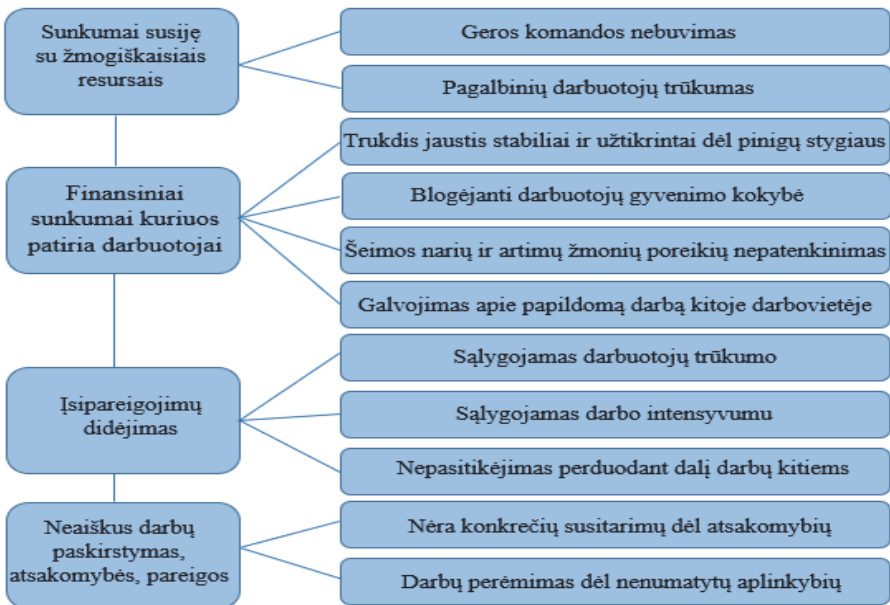 Sunkumai susiję
su žmogiškaisiais
resursais
Geros komandos nebuvimas
Pagalbinių darbuotojų trūkumas
Finansiniai
sunkumai kuriuos
patiria darbuotojai
Trukdis jaustis stabiliai ir užtikrintai dėl pinigų stygiaus
Blogėjanti darbuotojų gyvenimo kokybė
Šeimos narių ir artimų žmonių poreikių nepatenkinimas
Galvojimas apie papildomą darbą kitoje darbovietėje
Įsipareigojimų
didėjimas
Sąlygojamas darbuotojų trūkumo
Sąlygojamas darbo intensyvumu
Nepasitikėjimas perduodant dalį darbų kitiems
Neaiškus darbų
paskirstymas,
atsakomybės, pareigos
Nėra konkrečių susitarimų dėl atsakomybių
Darbų perėmimas dėl nenumatytų aplinkybių